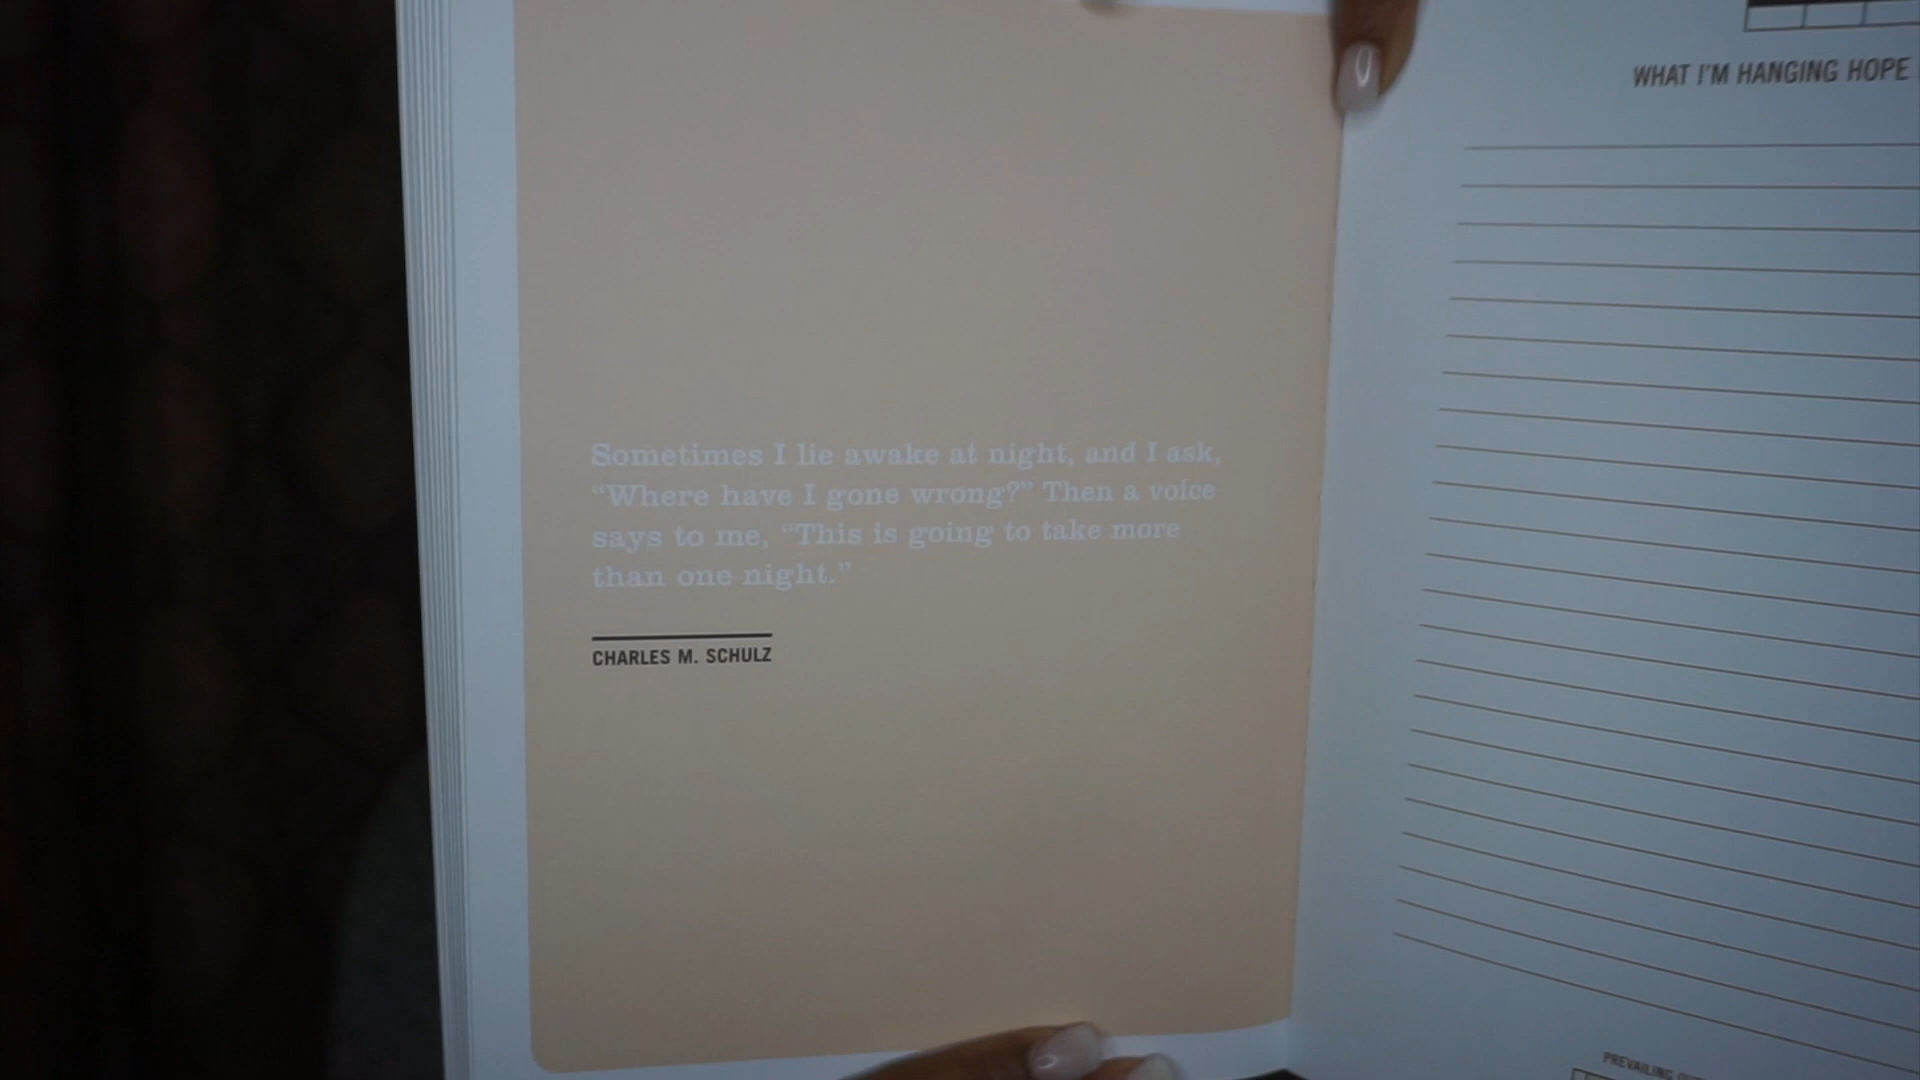 Sometimes I lie awake at night, and I ask,
“Where have I gone wrong?” Then a voice
says to me, “This is going to take more
than one night.”
CHARLES M. SCHULZ
WHAT I'M HANGING HOPE
PREVAILING